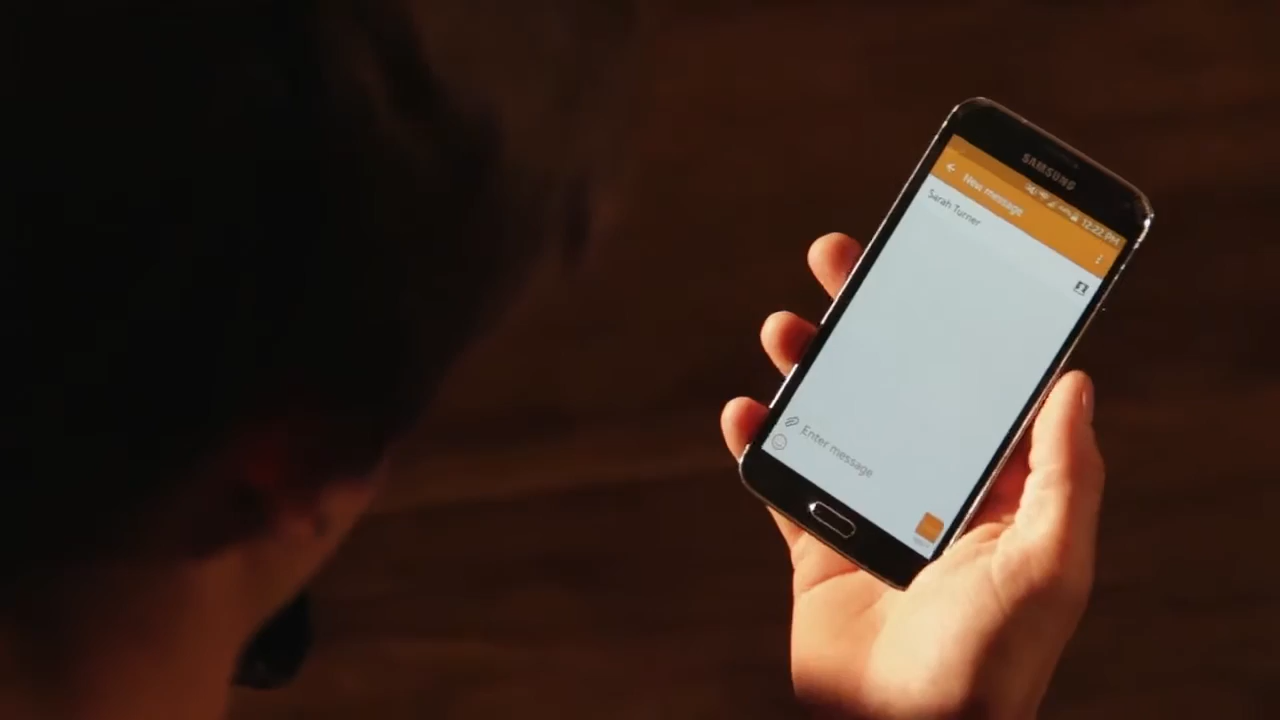 SAMSUNG
12:22 PM
New message
Sarah Turner
Enter message